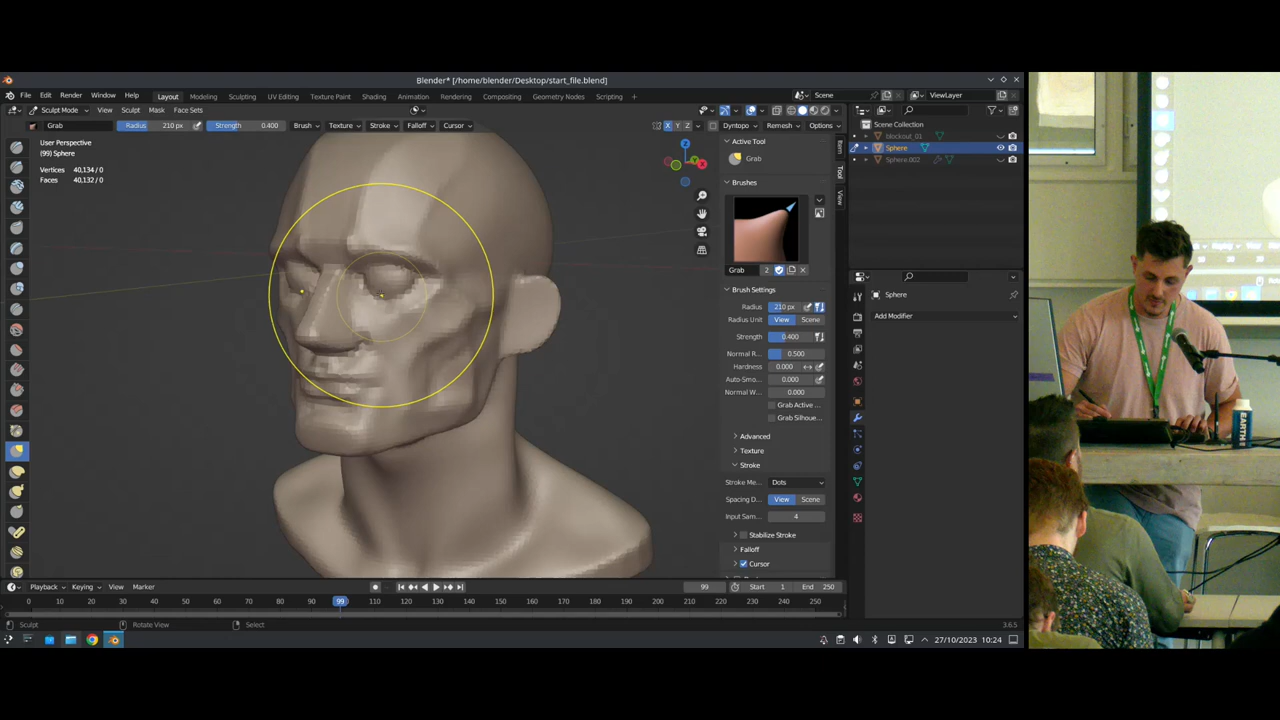 Blender* [/home/blender/Desktop/start_file.blend]
File Edit Render Window Help Layout Modeling Sculpting UV Editing Texture Paint Shading Animation Rendering Compositing Geometry Nodes Scripting + Scene ViewLayer
Sculpt Mode View Sculpt Mask Face Sets
Grab Radius 210 px Strength 0.400 Brush Texture Stroke Falloff Cursor X Y Z Dyntopo Remesh Options
User Perspective
(99) Sphere
Vertices 40,134 / 0
Faces 40,132 / 0
Z
Y
X
Active Tool
Grab
Brushes
Grab 2
Brush Settings
Radius 210 px
Radius Unit View Scene
Strength 0.400
Normal R... 0.500
Hardness 0.000
Auto-Smo... 0.000
Normal W... 0.000
Grab Active ...
Grab Silhoue...
Advanced
Texture
Stroke
Stroke Me... Dots
Spacing D... View Scene
Input Sam... 4
Stabilize Stroke
Falloff
Cursor
Item
Tool
View
Scene Collection
blockout_01
Sphere
Sphere.002
Sphere
Add Modifier
Playback Keying View Marker 99 Start 1 End 250
0 10 20 30 40 50 60 70 80 90 99 110 120 130 140 150 160 170 180 190 200 210 220 230 240 250
Sculpt Rotate View Select 3.6.5
27/10/2023 10:24
EARTH